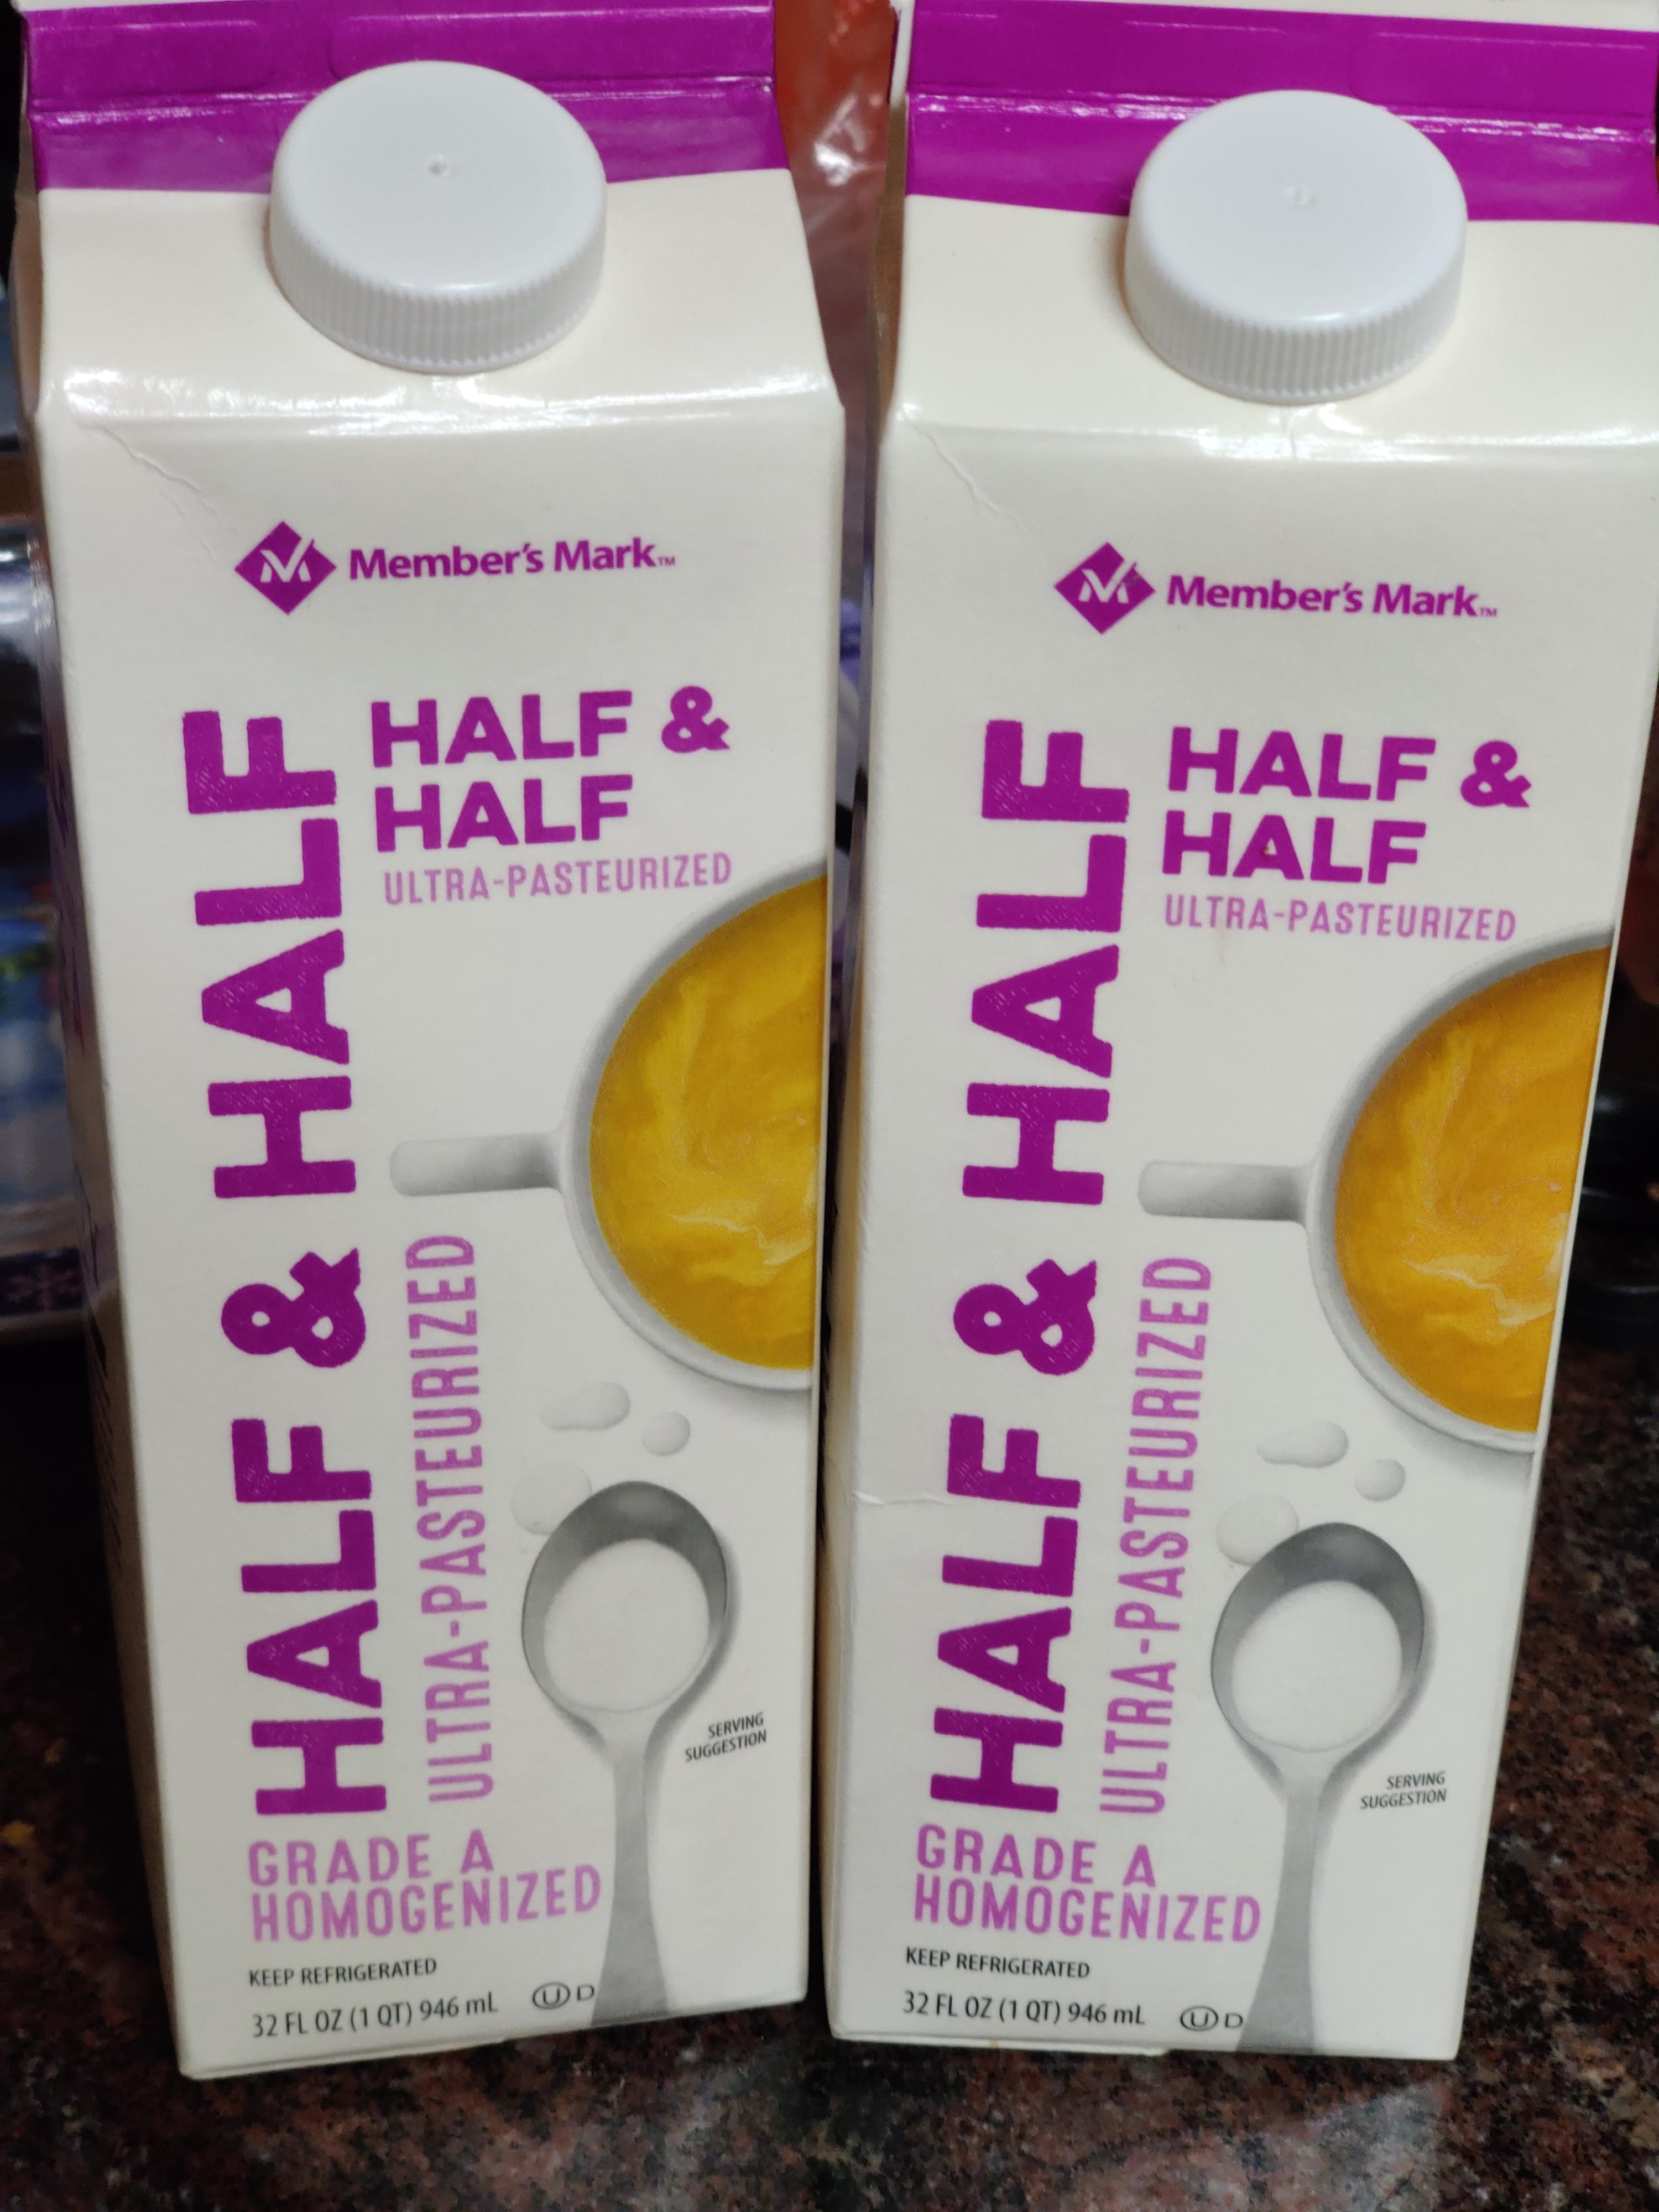 Member's Mark™
HALF &
HALF
ULTRA-PASTEURIZED
HALF & HALF
ULTRA-PASTEURIZED
SERVING
SUGGESTION
GRADE A
HOMOGENIZED
KEEP REFRIGERATED
32 FL OZ (1 QT) 946 mL
U D
Member's Mark™
HALF &
HALF
ULTRA-PASTEURIZED
HALF & HALF
ULTRA-PASTEURIZED
SERVING
SUGGESTION
GRADE A
HOMOGENIZED
KEEP REFRIGERATED
32 FL OZ (1 QT) 946 mL
U D